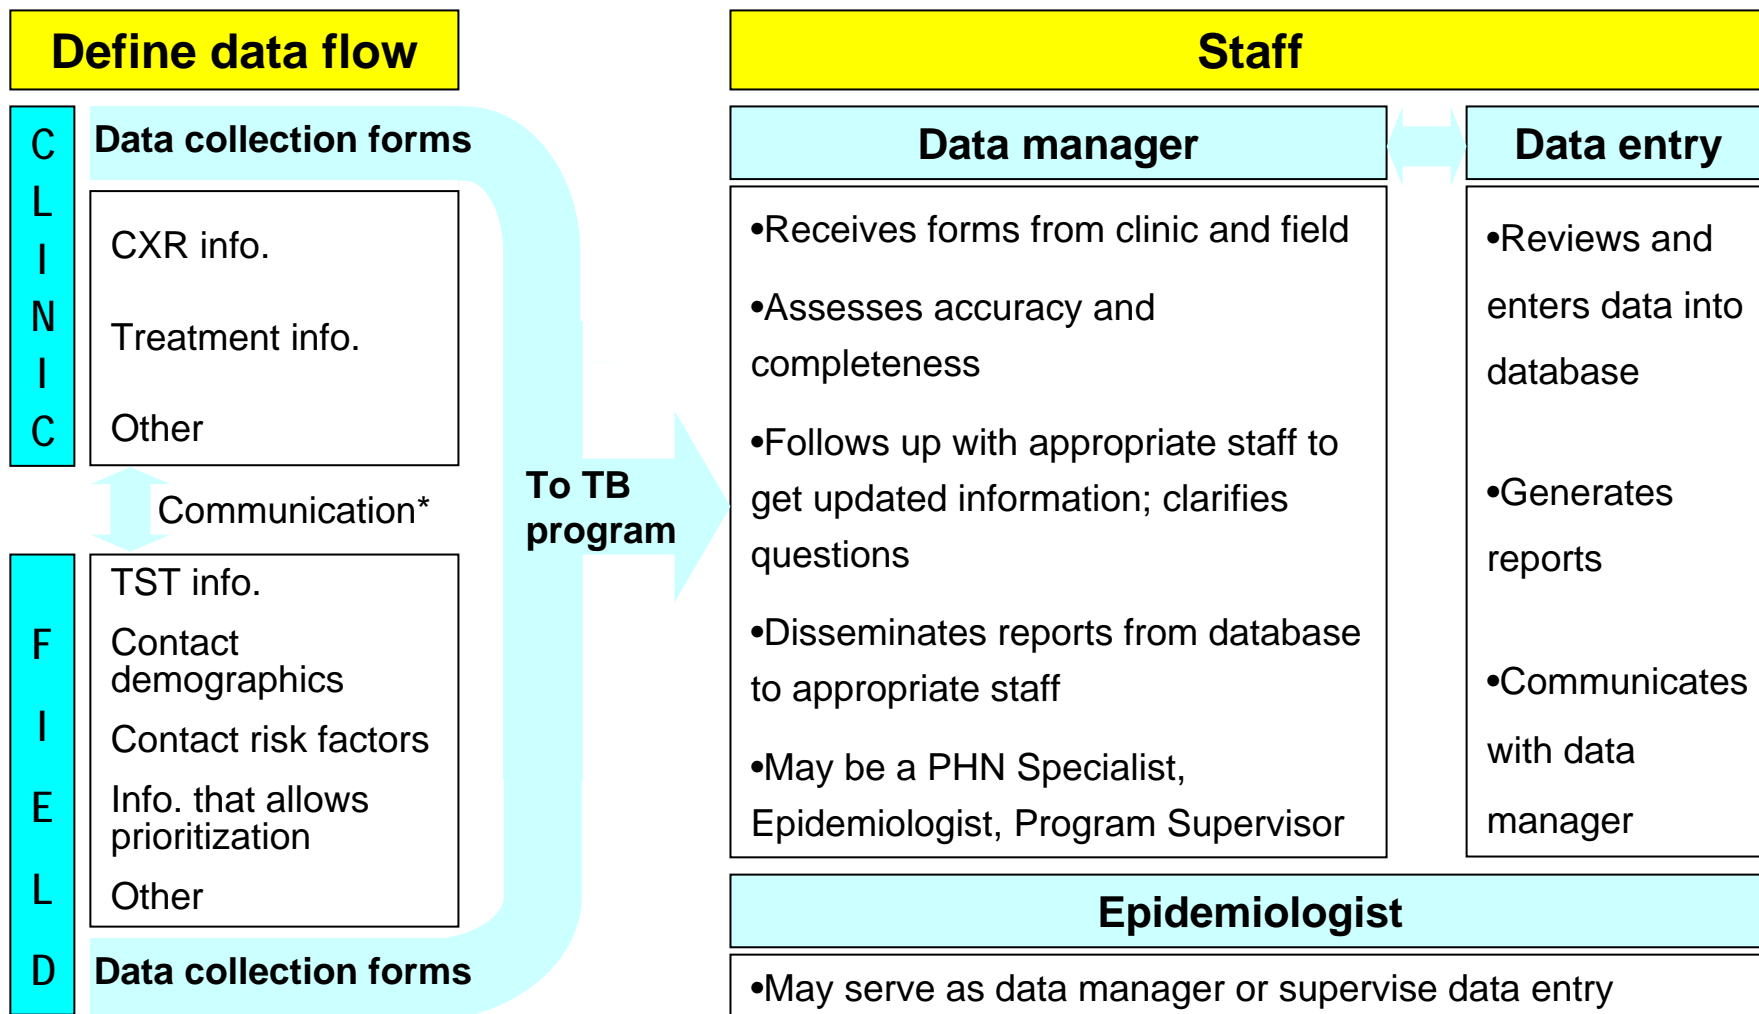 Define data flow
Staff
CLINIC
Data collection forms
CXR info.
Treatment info.
Other
Communication*
FIELD
TST info.
Contact
demographics
Contact risk factors
Info. that allows
prioritization
Other
Data collection forms
To TB
program
Data manager
•Receives forms from clinic and field
•Assesses accuracy and
completeness
•Follows up with appropriate staff to
get updated information; clarifies
questions
•Disseminates reports from database
to appropriate staff
•May be a PHN Specialist,
Epidemiologist, Program Supervisor
Data entry
•Reviews and
enters data into
database
•Generates
reports
•Communicates
with data
manager
Epidemiologist
•May serve as data manager or supervise data entry